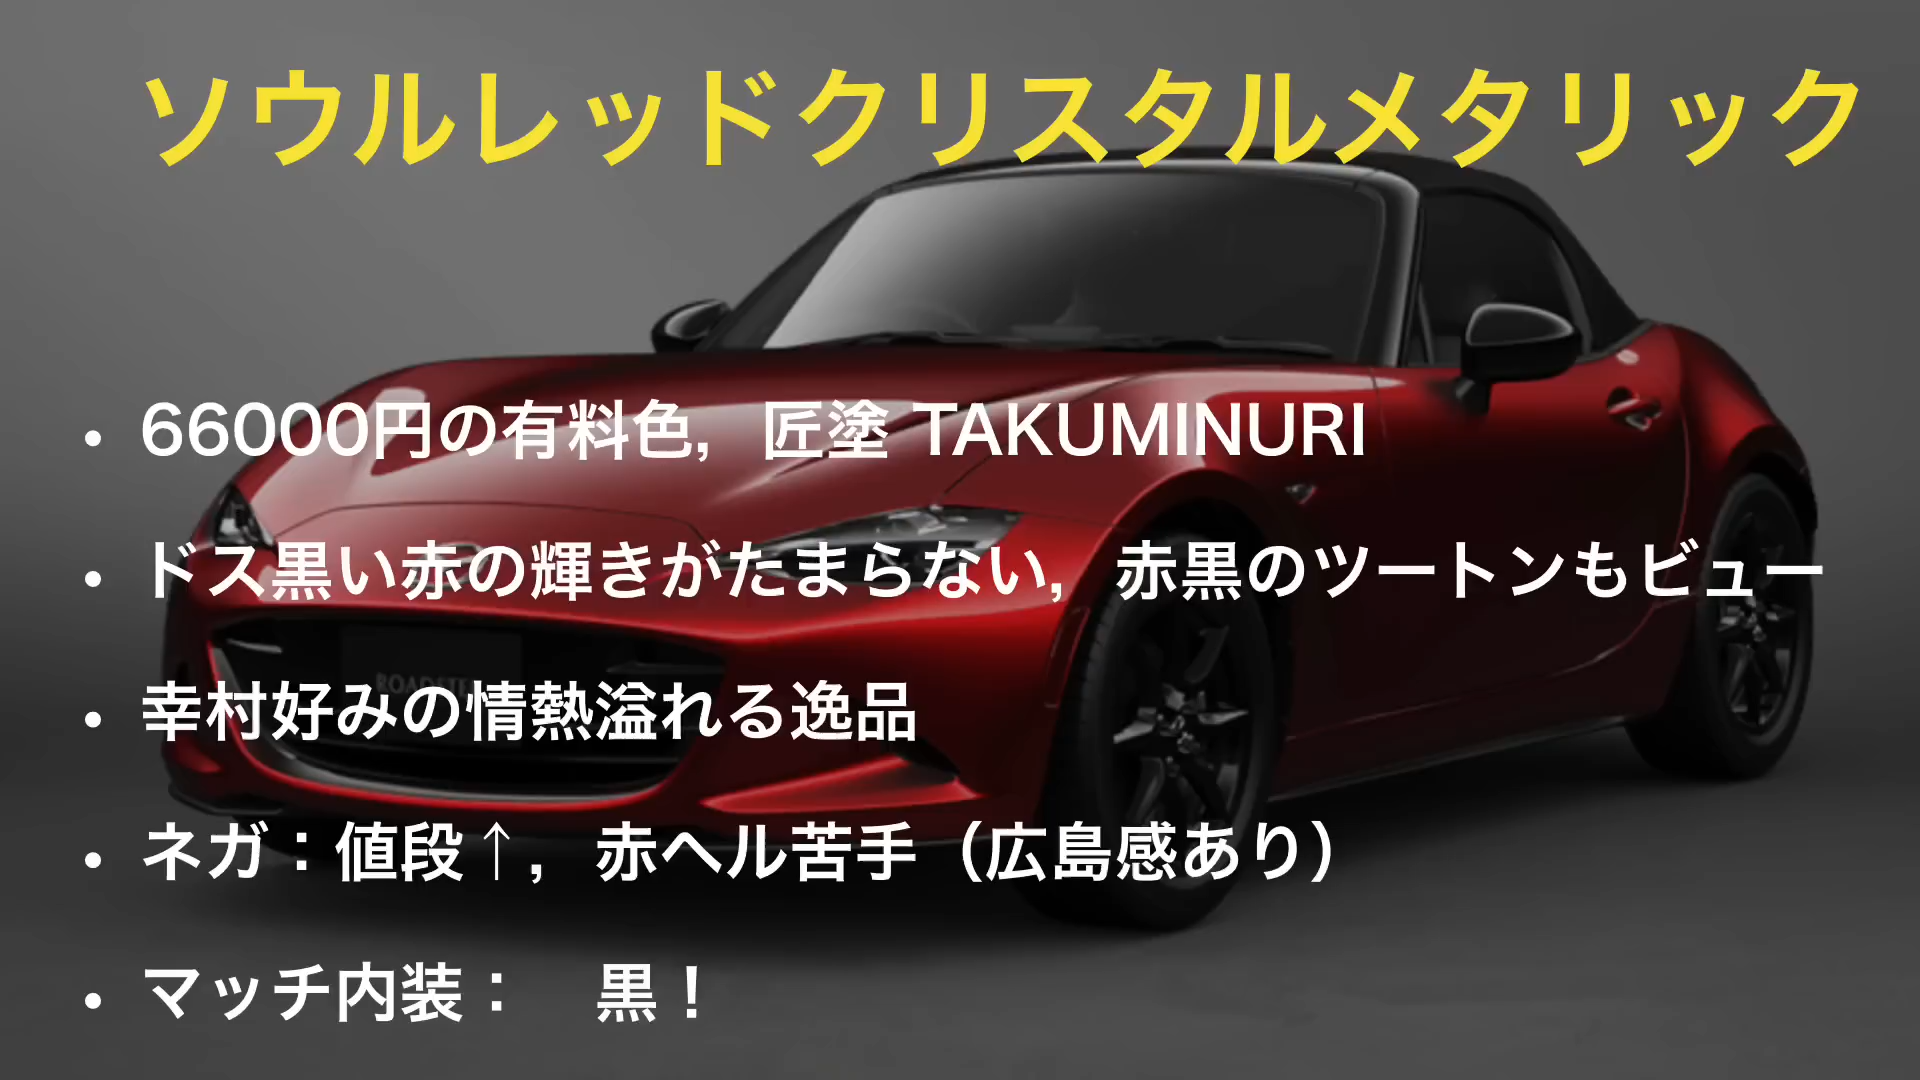 ソウルレッドクリスタルメタリック
• 66000円の有料色，匠塗 TAKUMINURI
• ドス黒い赤の輝きがたまらない，赤黒のツートンもビュー
• 幸村好みの情熱溢れる逸品
ROADSTER
• ネガ：値段↑，赤ヘル苦手（広島感あり）
• マッチ内装：　黒！